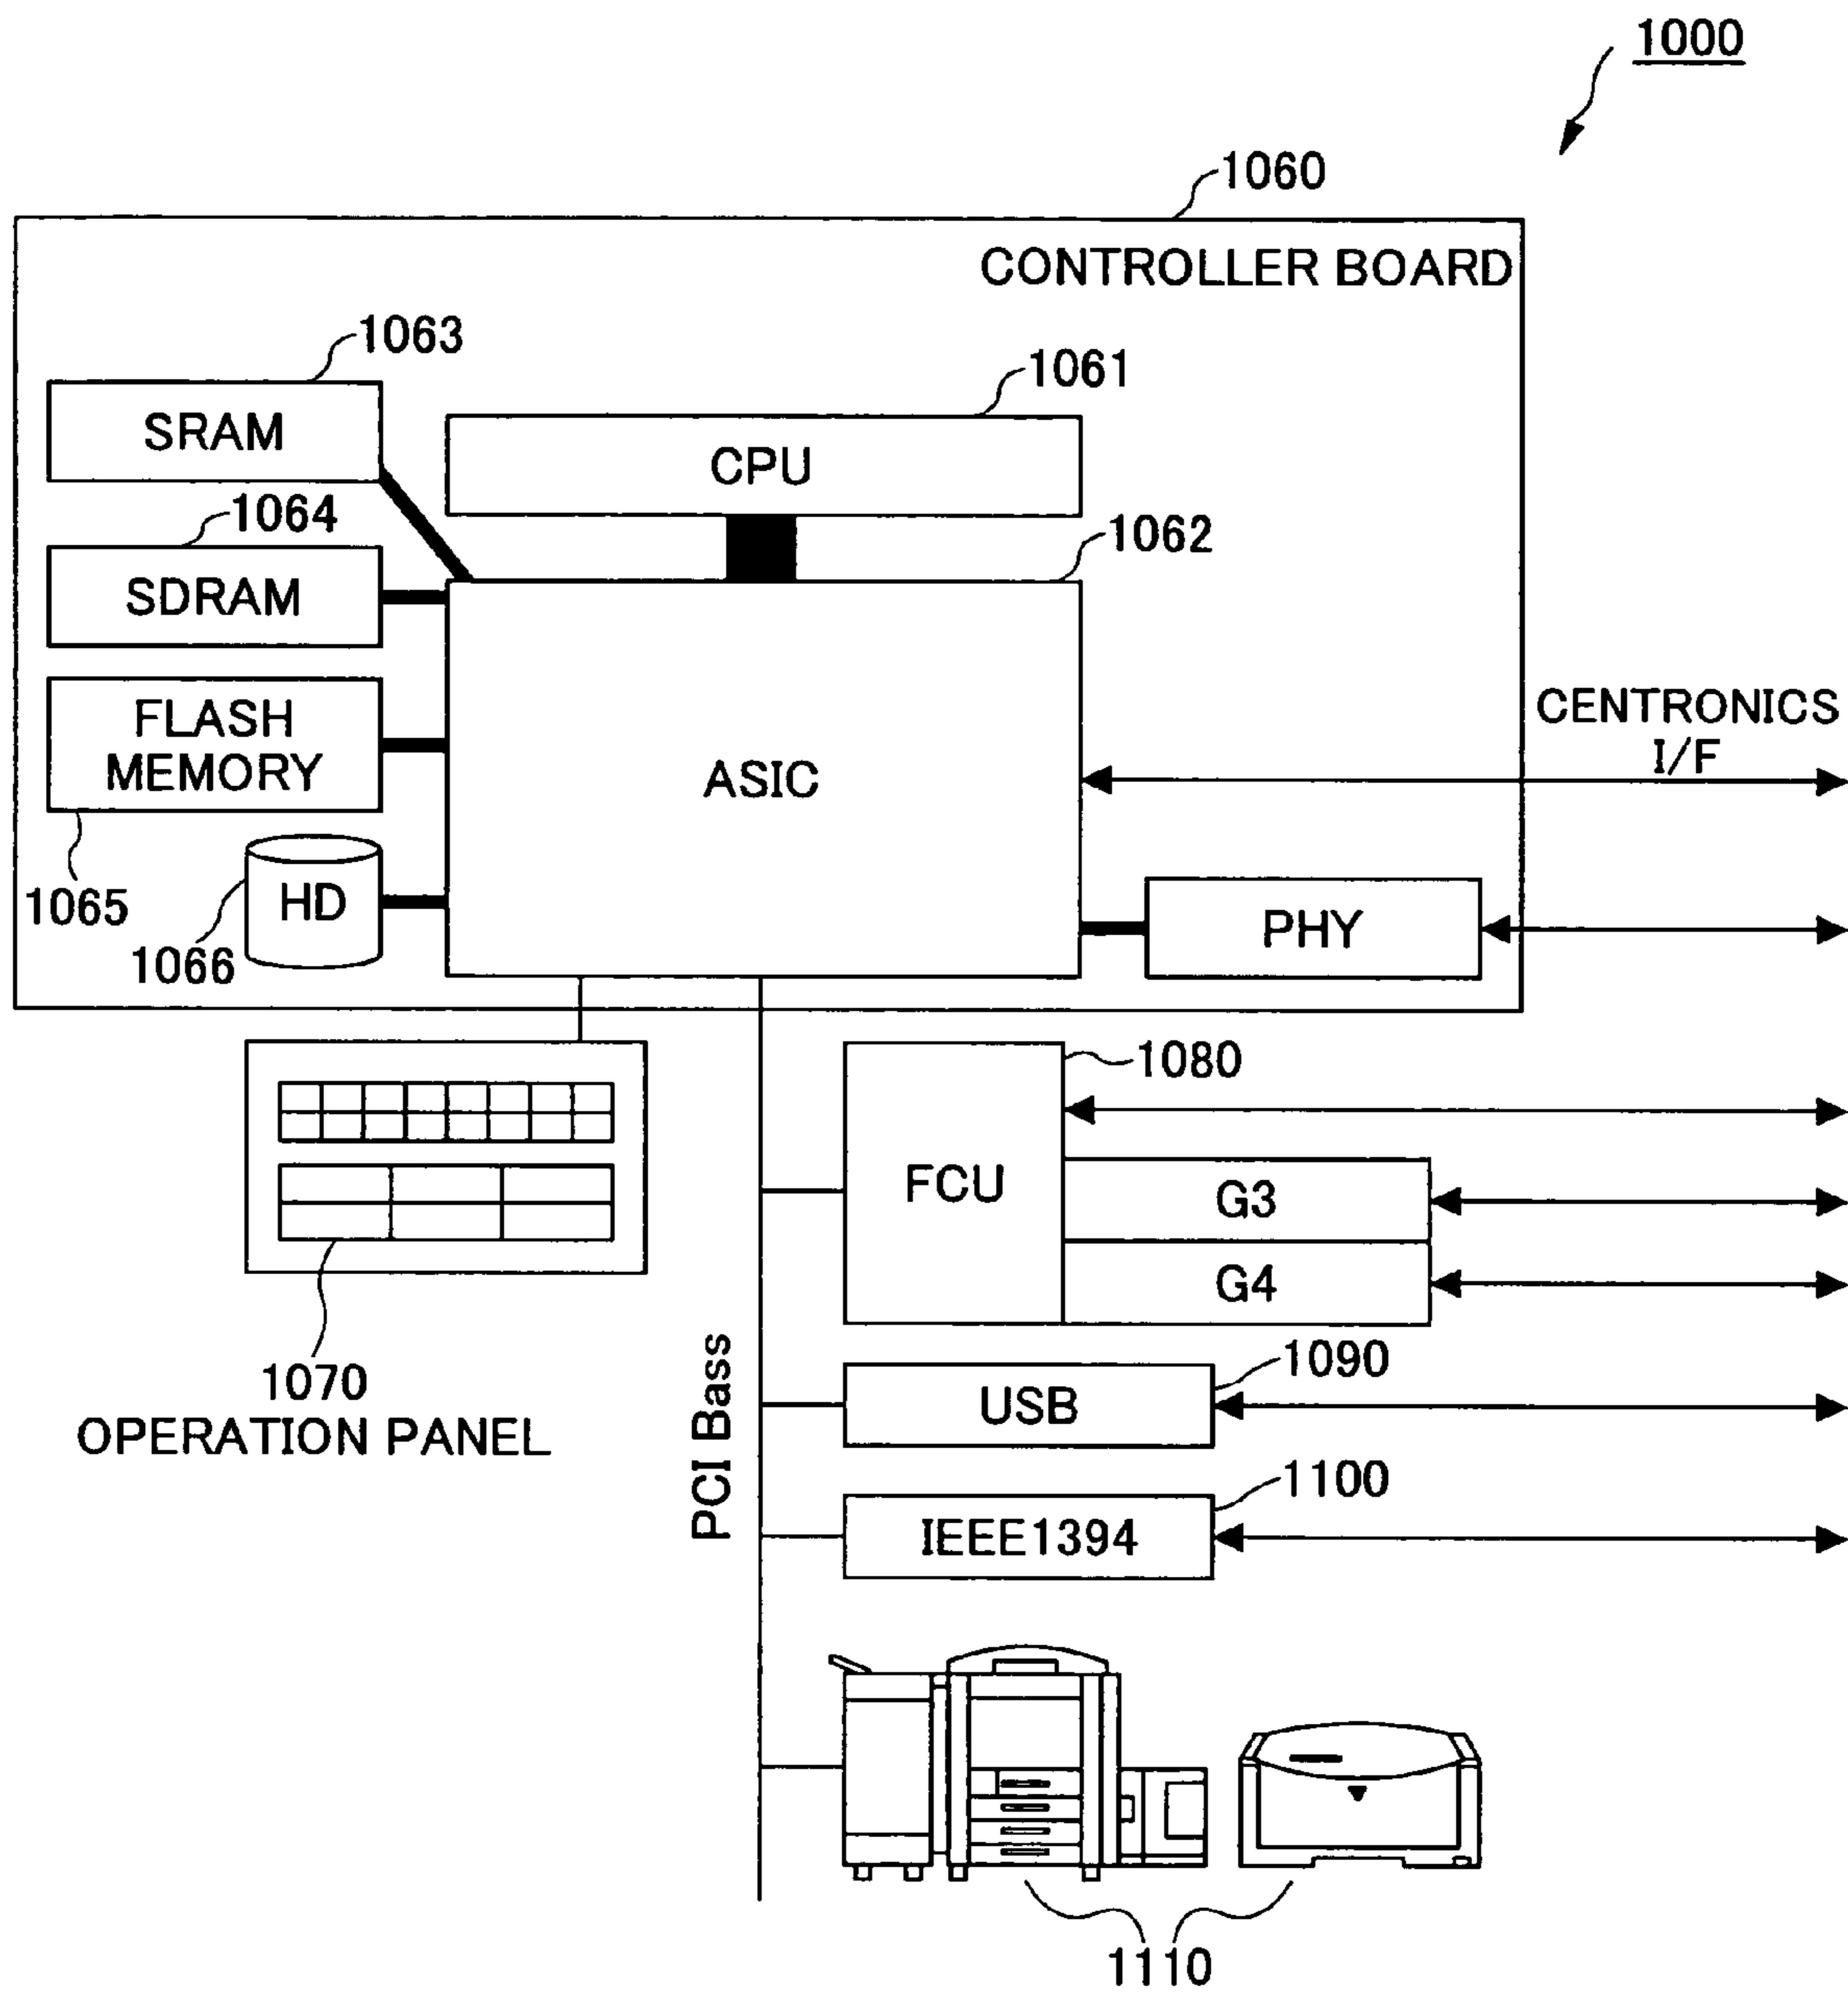 1000
1060
CONTROLLER BOARD
1063
SRAM
1061
CPU
1064
SDRAM
1062
FLASH
MEMORY
ASIC
CENTRONICS
I/F
1065
HD
1066
PHY
1080
FCU
G3
G4
1070
OPERATION PANEL
PCI Bass
1090
USB
1100
IEEE1394
1110